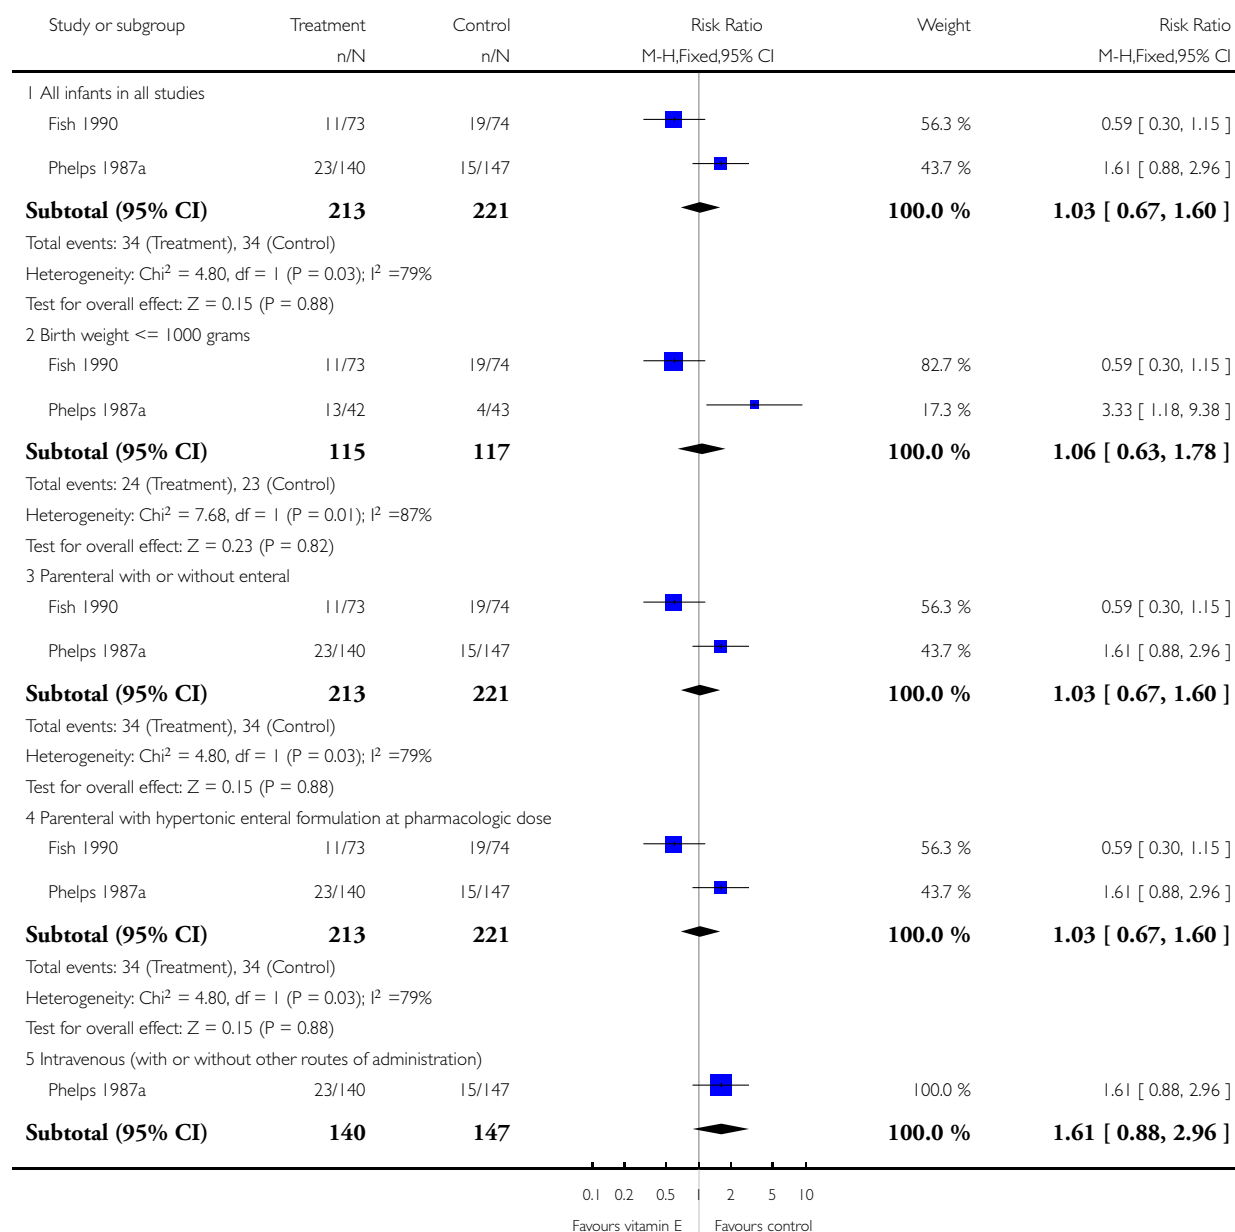 Study or subgroup Treatment Control Risk Ratio Weight Risk Ratio
n/N n/N M-H,Fixed,95% CI M-H,Fixed,95% CI
1 All infants in all studies
Fish 1990 11/73 19/74 56.3 % 0.59 [ 0.30, 1.15 ]
Phelps 1987a 23/140 15/147 43.7 % 1.61 [ 0.88, 2.96 ]
Subtotal (95% CI) 213 221 100.0 % 1.03 [ 0.67, 1.60 ]
Total events: 34 (Treatment), 34 (Control)
Heterogeneity: Chi² = 4.80, df = 1 (P = 0.03); I² =79%
Test for overall effect: Z = 0.15 (P = 0.88)
2 Birth weight <= 1000 grams
Fish 1990 11/73 19/74 82.7 % 0.59 [ 0.30, 1.15 ]
Phelps 1987a 13/42 4/43 17.3 % 3.33 [ 1.18, 9.38 ]
Subtotal (95% CI) 115 117 100.0 % 1.06 [ 0.63, 1.78 ]
Total events: 24 (Treatment), 23 (Control)
Heterogeneity: Chi² = 7.68, df = 1 (P = 0.01); I² =87%
Test for overall effect: Z = 0.23 (P = 0.82)
3 Parenteral with or without enteral
Fish 1990 11/73 19/74 56.3 % 0.59 [ 0.30, 1.15 ]
Phelps 1987a 23/140 15/147 43.7 % 1.61 [ 0.88, 2.96 ]
Subtotal (95% CI) 213 221 100.0 % 1.03 [ 0.67, 1.60 ]
Total events: 34 (Treatment), 34 (Control)
Heterogeneity: Chi² = 4.80, df = 1 (P = 0.03); I² =79%
Test for overall effect: Z = 0.15 (P = 0.88)
4 Parenteral with hypertonic enteral formulation at pharmacologic dose
Fish 1990 11/73 19/74 56.3 % 0.59 [ 0.30, 1.15 ]
Phelps 1987a 23/140 15/147 43.7 % 1.61 [ 0.88, 2.96 ]
Subtotal (95% CI) 213 221 100.0 % 1.03 [ 0.67, 1.60 ]
Total events: 34 (Treatment), 34 (Control)
Heterogeneity: Chi² = 4.80, df = 1 (P = 0.03); I² =79%
Test for overall effect: Z = 0.15 (P = 0.88)
5 Intravenous (with or without other routes of administration)
Phelps 1987a 23/140 15/147 100.0 % 1.61 [ 0.88, 2.96 ]
Subtotal (95% CI) 140 147 100.0 % 1.61 [ 0.88, 2.96 ]
0.1 0.2 0.5 1 2 5 10
Favours vitamin E Favours control